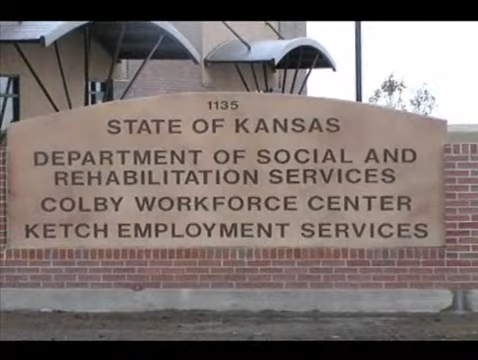 1135
STATE OF KANSAS
DEPARTMENT OF SOCIAL AND
REHABILITATION SERVICES
COLBY WORKFORCE CENTER
KETCH EMPLOYMENT SERVICES